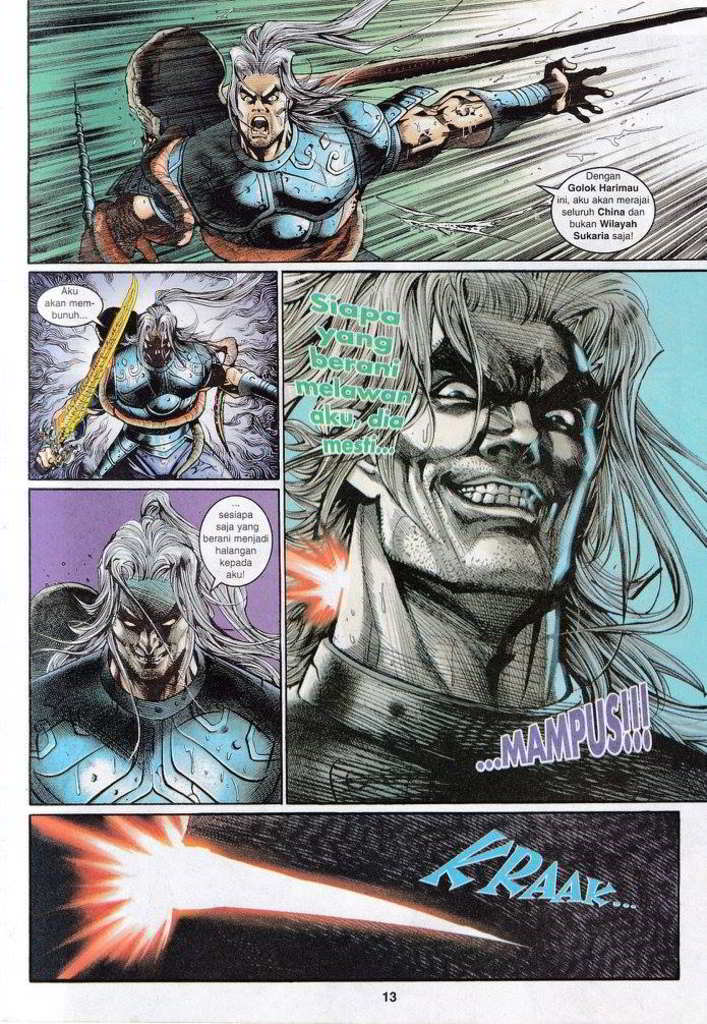 Dengan
Golok Harimau
ini, aku akan merajai
seluruh China dan
bukan Wilayah
Sukaria saja!
Aku
akan mem-
bunuh...
Siapa
yang
berani
melawan
aku, dia
mesti...
...
sesiapa
saja yang
berani menjadi
halangan
kepada
aku!
...MAMPUS!!!
KRAAK...
13